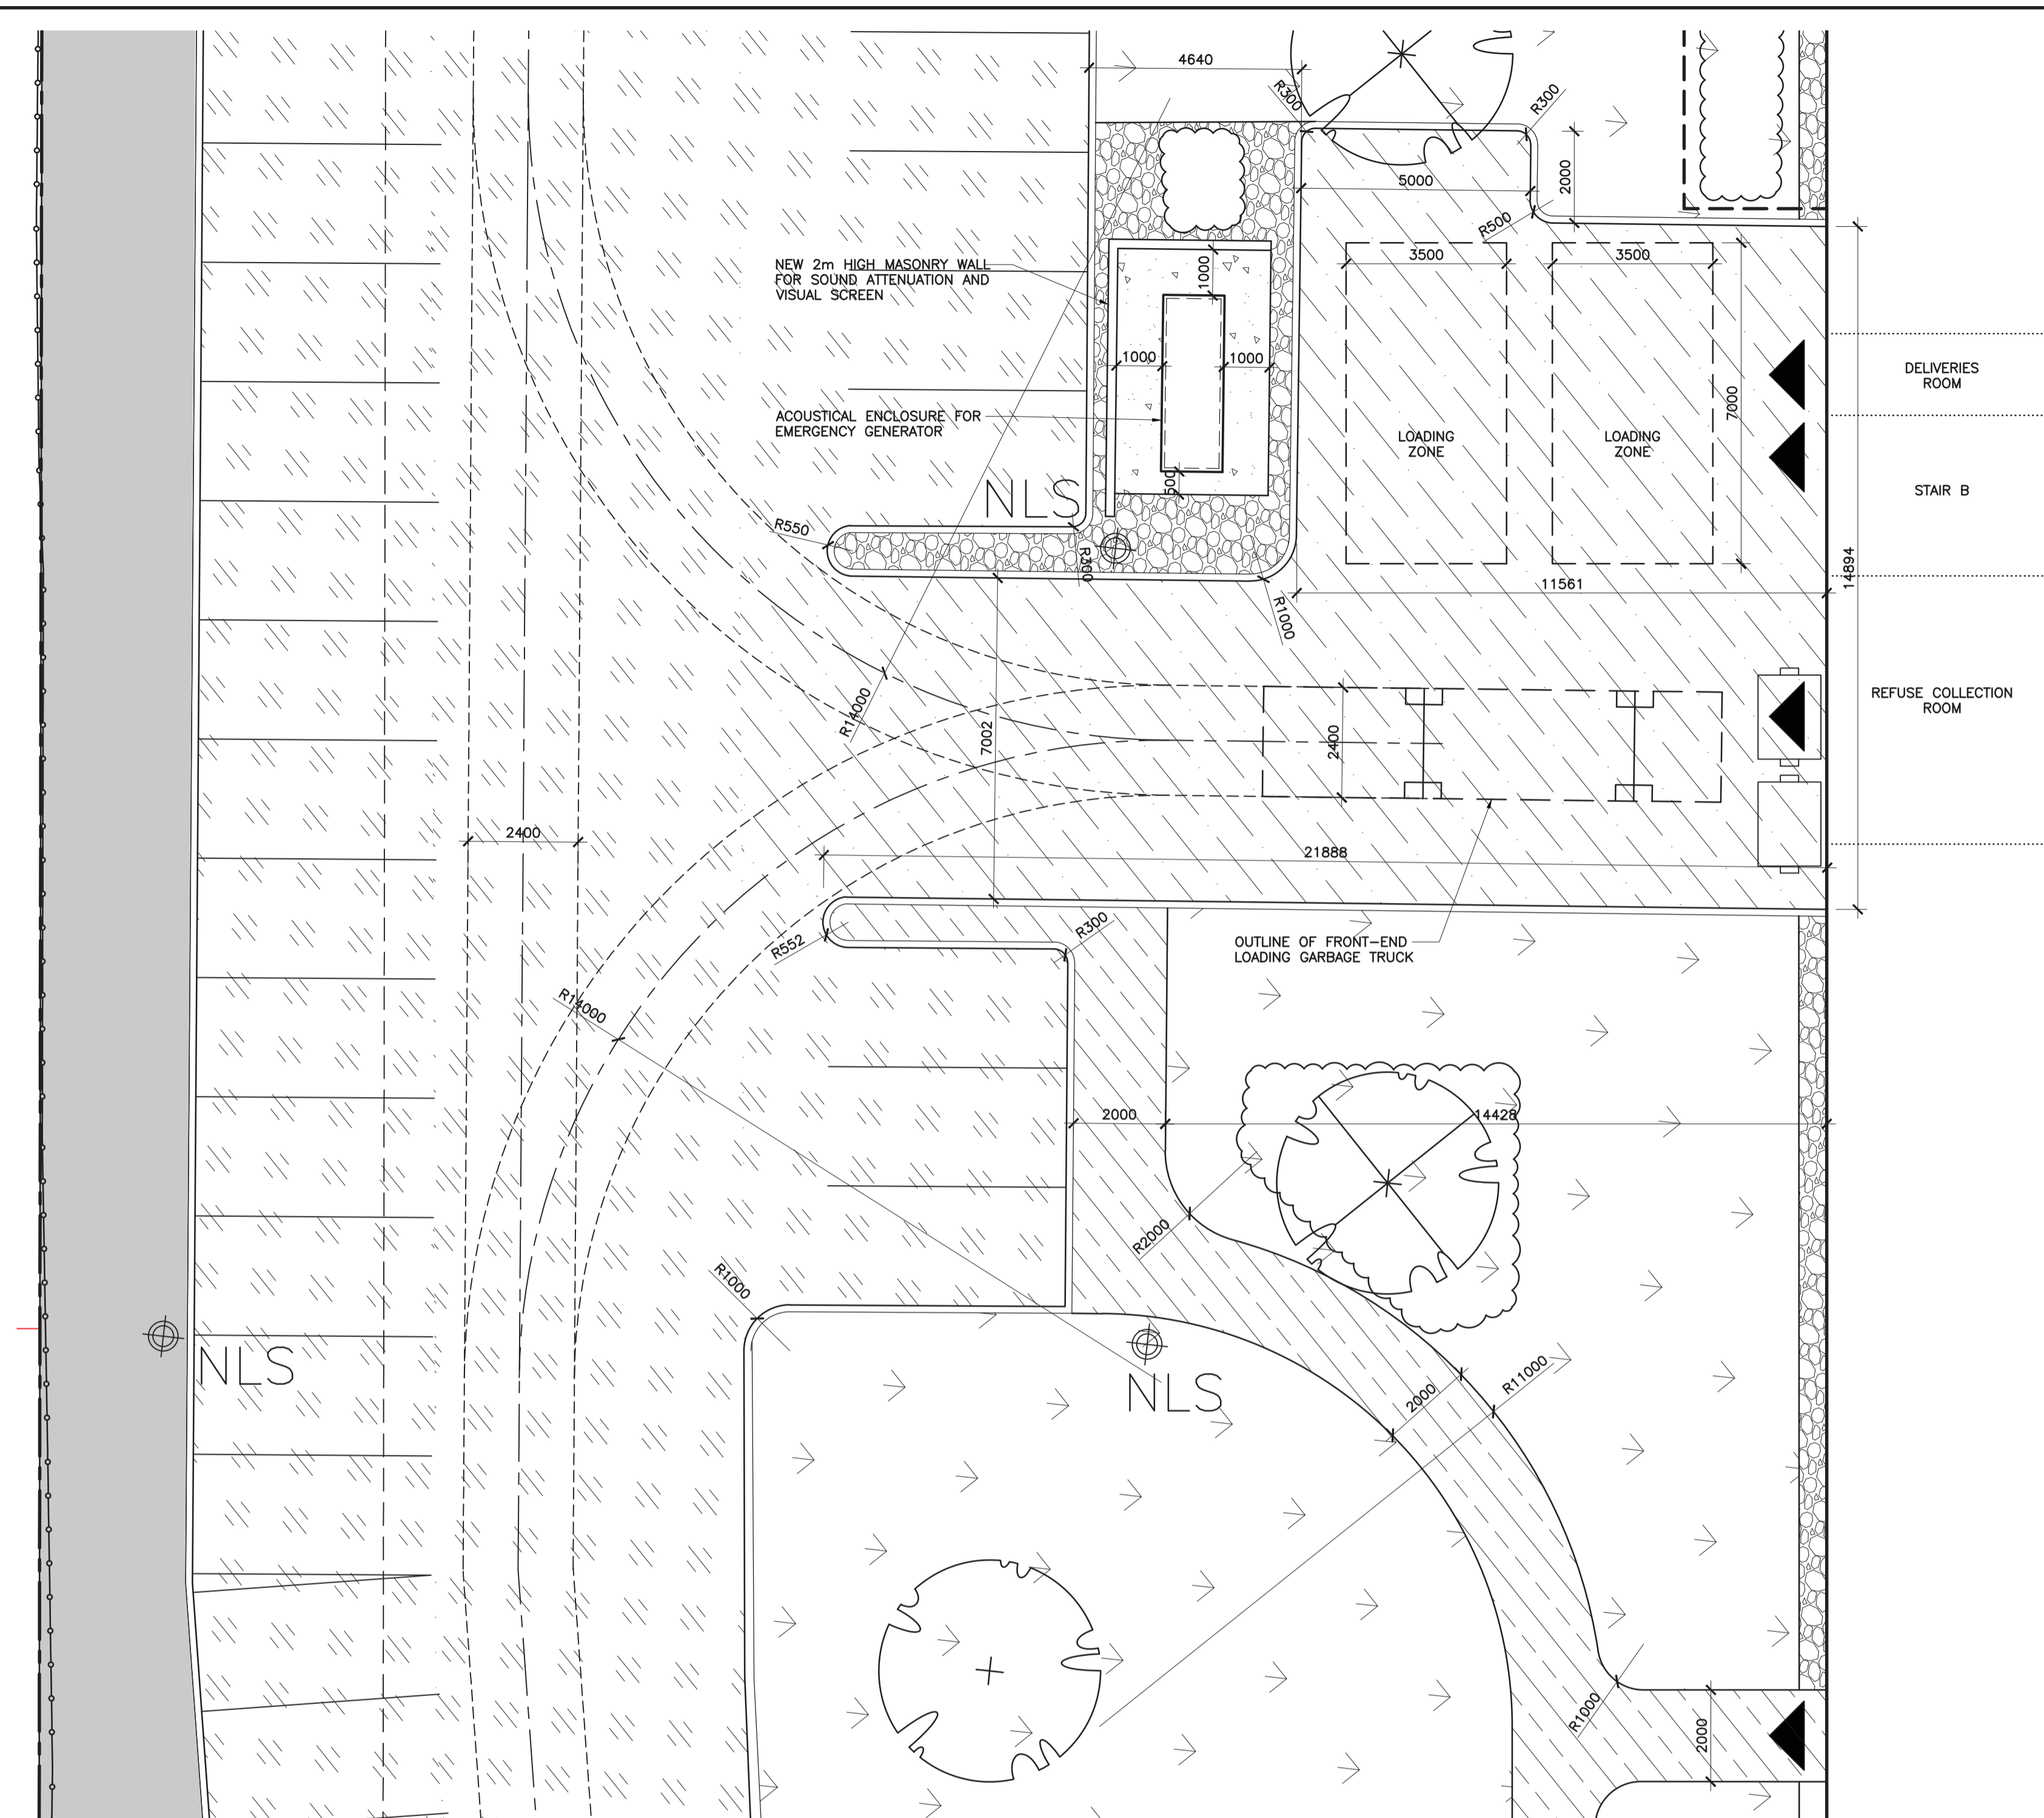 4640
R300
R300
5000
2000
R500
3500
3500
NEW 2m HIGH MASONRY WALL
FOR SOUND ATTENUATION AND
VISUAL SCREEN
1000
1000
1000
7000
DELIVERIES
ROOM
ACOUSTICAL ENCLOSURE FOR
EMERGENCY GENERATOR
LOADING
ZONE
LOADING
ZONE
STAIR B
500
NLS
R550
R300
R1000
11561
14894
R14000
7002
2400
REFUSE COLLECTION
ROOM
2400
21888
R552
R300
OUTLINE OF FRONT-END
LOADING GARBAGE TRUCK
R14000
2000
14428
R2000
R1000
NLS
NLS
2000
R11000
R1000
2000